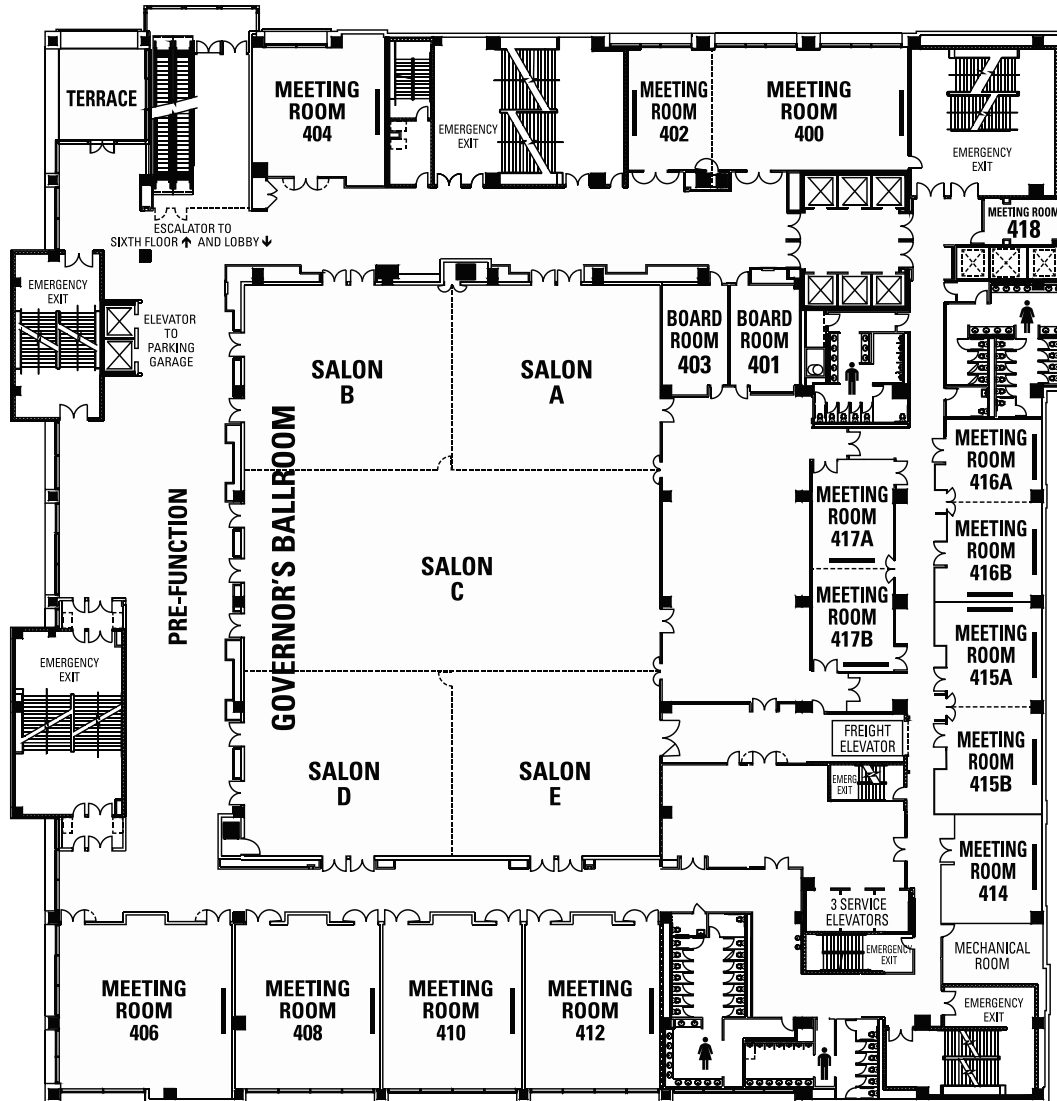 TERRACE
MEETING
ROOM
404
EMERGENCY
EXIT
MEETING
ROOM
402
MEETING
ROOM
400
EMERGENCY
EXIT
MEETING ROOM
418
ESCALATOR TO
SIXTH FLOOR ↑ AND LOBBY ↓
EMERGENCY
EXIT
ELEVATOR
TO
PARKING
GARAGE
SALON
B
SALON
A
BOARD
ROOM
403
BOARD
ROOM
401
PRE-FUNCTION
GOVERNOR'S BALLROOM
SALON
C
MEETING
ROOM
416A
MEETING
ROOM
417A
MEETING
ROOM
416B
MEETING
ROOM
417B
MEETING
ROOM
415A
EMERGENCY
EXIT
FREIGHT
ELEVATOR
MEETING
ROOM
415B
SALON
D
SALON
E
EMERG.
EXIT
MEETING
ROOM
414
3 SERVICE
ELEVATORS
EMERGENCY
EXIT
MECHANICAL
ROOM
MEETING
ROOM
406
MEETING
ROOM
408
MEETING
ROOM
410
MEETING
ROOM
412
EMERGENCY
EXIT